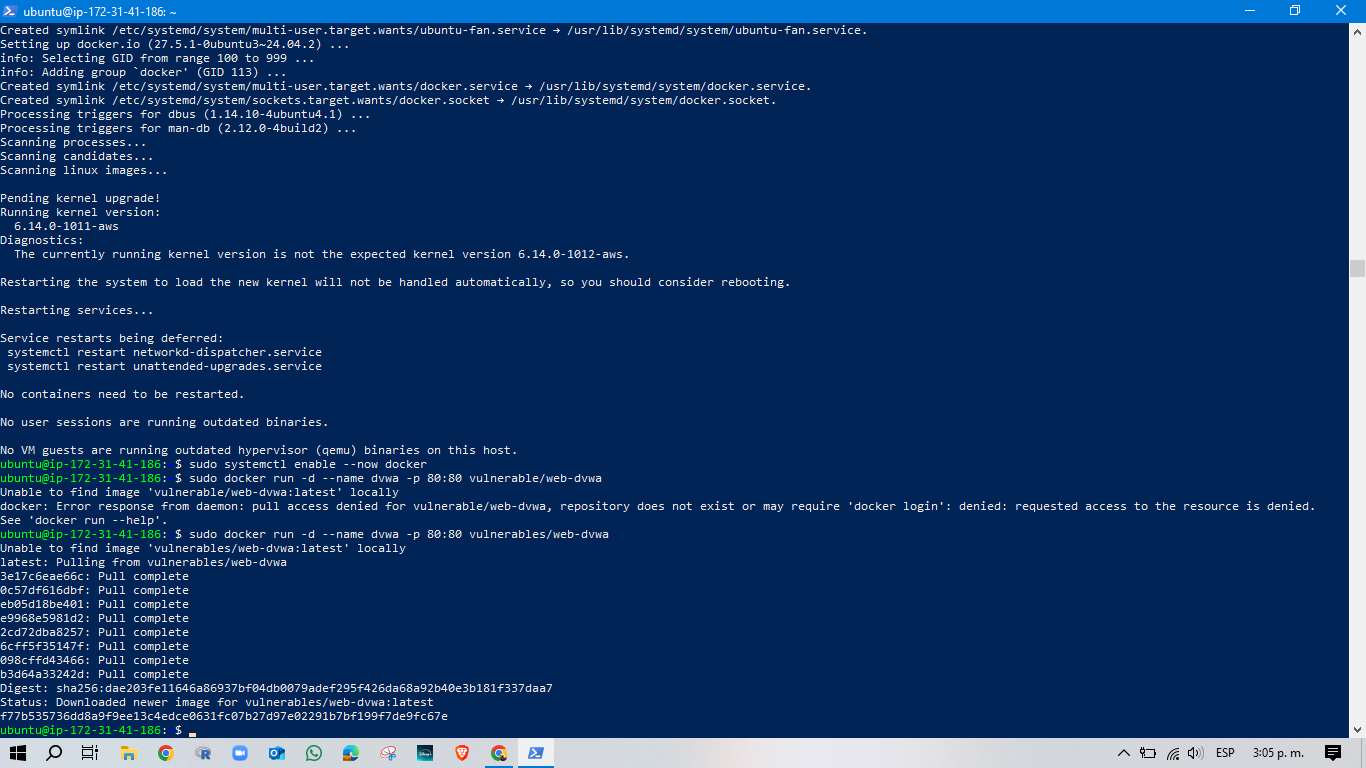 ubuntu@ip-172-31-41-186: ~
Created symlink /etc/systemd/system/multi-user.target.wants/ubuntu-fan.service → /usr/lib/systemd/system/ubuntu-fan.service.
Setting up docker.io (27.5.1-0ubuntu3~24.04.2) ...
info: Selecting GID from range 100 to 999 ...
info: Adding group `docker' (GID 113) ...
Created symlink /etc/systemd/system/multi-user.target.wants/docker.service → /usr/lib/systemd/system/docker.service.
Created symlink /etc/systemd/system/sockets.target.wants/docker.socket → /usr/lib/systemd/system/docker.socket.
Processing triggers for dbus (1.14.10-4ubuntu4.1) ...
Processing triggers for man-db (2.12.0-4build2) ...
Scanning processes...
Scanning candidates...
Scanning linux images...
Pending kernel upgrade!
Running kernel version:
  6.14.0-1011-aws
Diagnostics:
  The currently running kernel version is not the expected kernel version 6.14.0-1012-aws.
Restarting the system to load the new kernel will not be handled automatically, so you should consider rebooting.
Restarting services...
Service restarts being deferred:
 systemctl restart networkd-dispatcher.service
 systemctl restart unattended-upgrades.service
No containers need to be restarted.
No user sessions are running outdated binaries.
No VM guests are running outdated hypervisor (qemu) binaries on this host.
ubuntu@ip-172-31-41-186: $ sudo systemctl enable --now docker
ubuntu@ip-172-31-41-186: $ sudo docker run -d --name dvwa -p 80:80 vulnerable/web-dvwa
Unable to find image 'vulnerable/web-dvwa:latest' locally
docker: Error response from daemon: pull access denied for vulnerable/web-dvwa, repository does not exist or may require 'docker login': denied: requested access to the resource is denied.
See 'docker run --help'.
ubuntu@ip-172-31-41-186: $ sudo docker run -d --name dvwa -p 80:80 vulnerables/web-dvwa
Unable to find image 'vulnerables/web-dvwa:latest' locally
latest: Pulling from vulnerables/web-dvwa
3e17c6eae66c: Pull complete
0c57df616dbf: Pull complete
eb05d18be401: Pull complete
e9968e5981d2: Pull complete
2cd72dba8257: Pull complete
6cff5f35147f: Pull complete
098cffd43466: Pull complete
b3d64a33242d: Pull complete
Digest: sha256:dae203fe11646a86937bf04db0079adef295f426da68a92b40e3b181f337daa7
Status: Downloaded newer image for vulnerables/web-dvwa:latest
f77b535736dd8a9f9ee13c4edce0631fc07b27d97e02291b7bf199f7de9fc67e
ubuntu@ip-172-31-41-186: $
ESP 3:05 p. m.